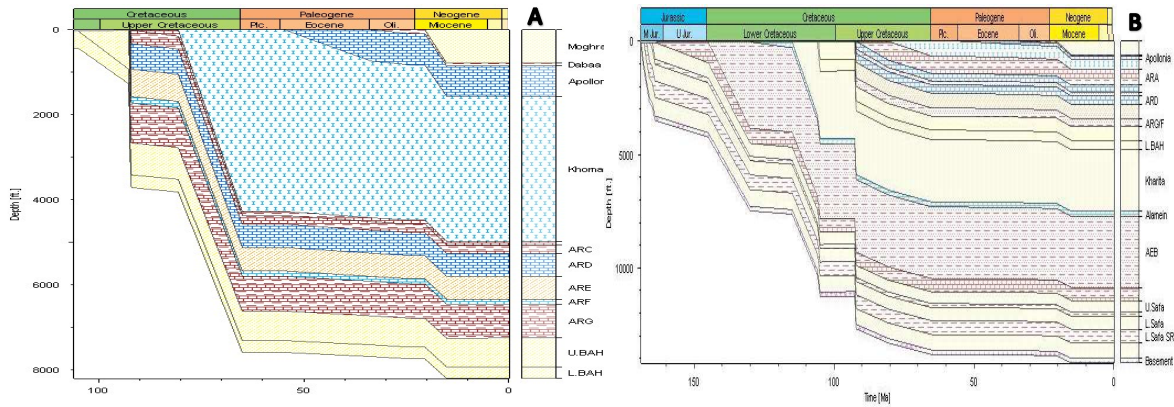 Cretaceous Paleogene Neogene A
Upper Cretaceous Plc. Eocene Oli. Miocene
0
2000
4000
6000
8000
Depth [ft.]
100 50 0
Moghra
Dabaa
Apollor
Khoma
ARC
ARD
ARE
ARF
ARG
U.BAH
L.BAH
Jurassic Cretaceous Paleogene Neogene B
M Jur. U Jur. Lower Cretaceous Upper Cretaceous Plc. Eocene Oli. Miocene
0
5000
10000
Depth [ft.]
150 100 50 0
Time [Ma]
Apollonia
ARA
ARD
ARG/F
L.BAH
Kharita
Alamein
AEB
U.Safa
L.Safa
L.Safa SR
Basement